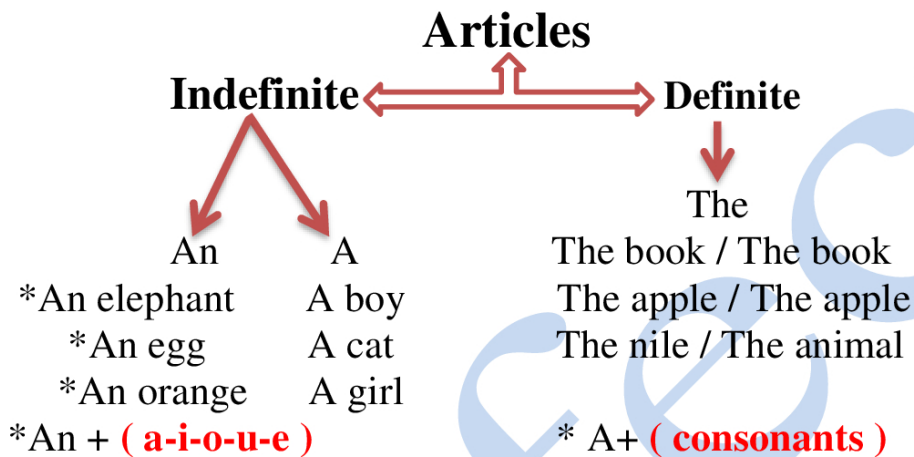 Articles
Indefinite Definite
The
An A The book / The book
*An elephant A boy The apple / The apple
*An egg A cat The nile / The animal
*An orange A girl
*An + ( a-i-o-u-e ) * A+ ( consonants )